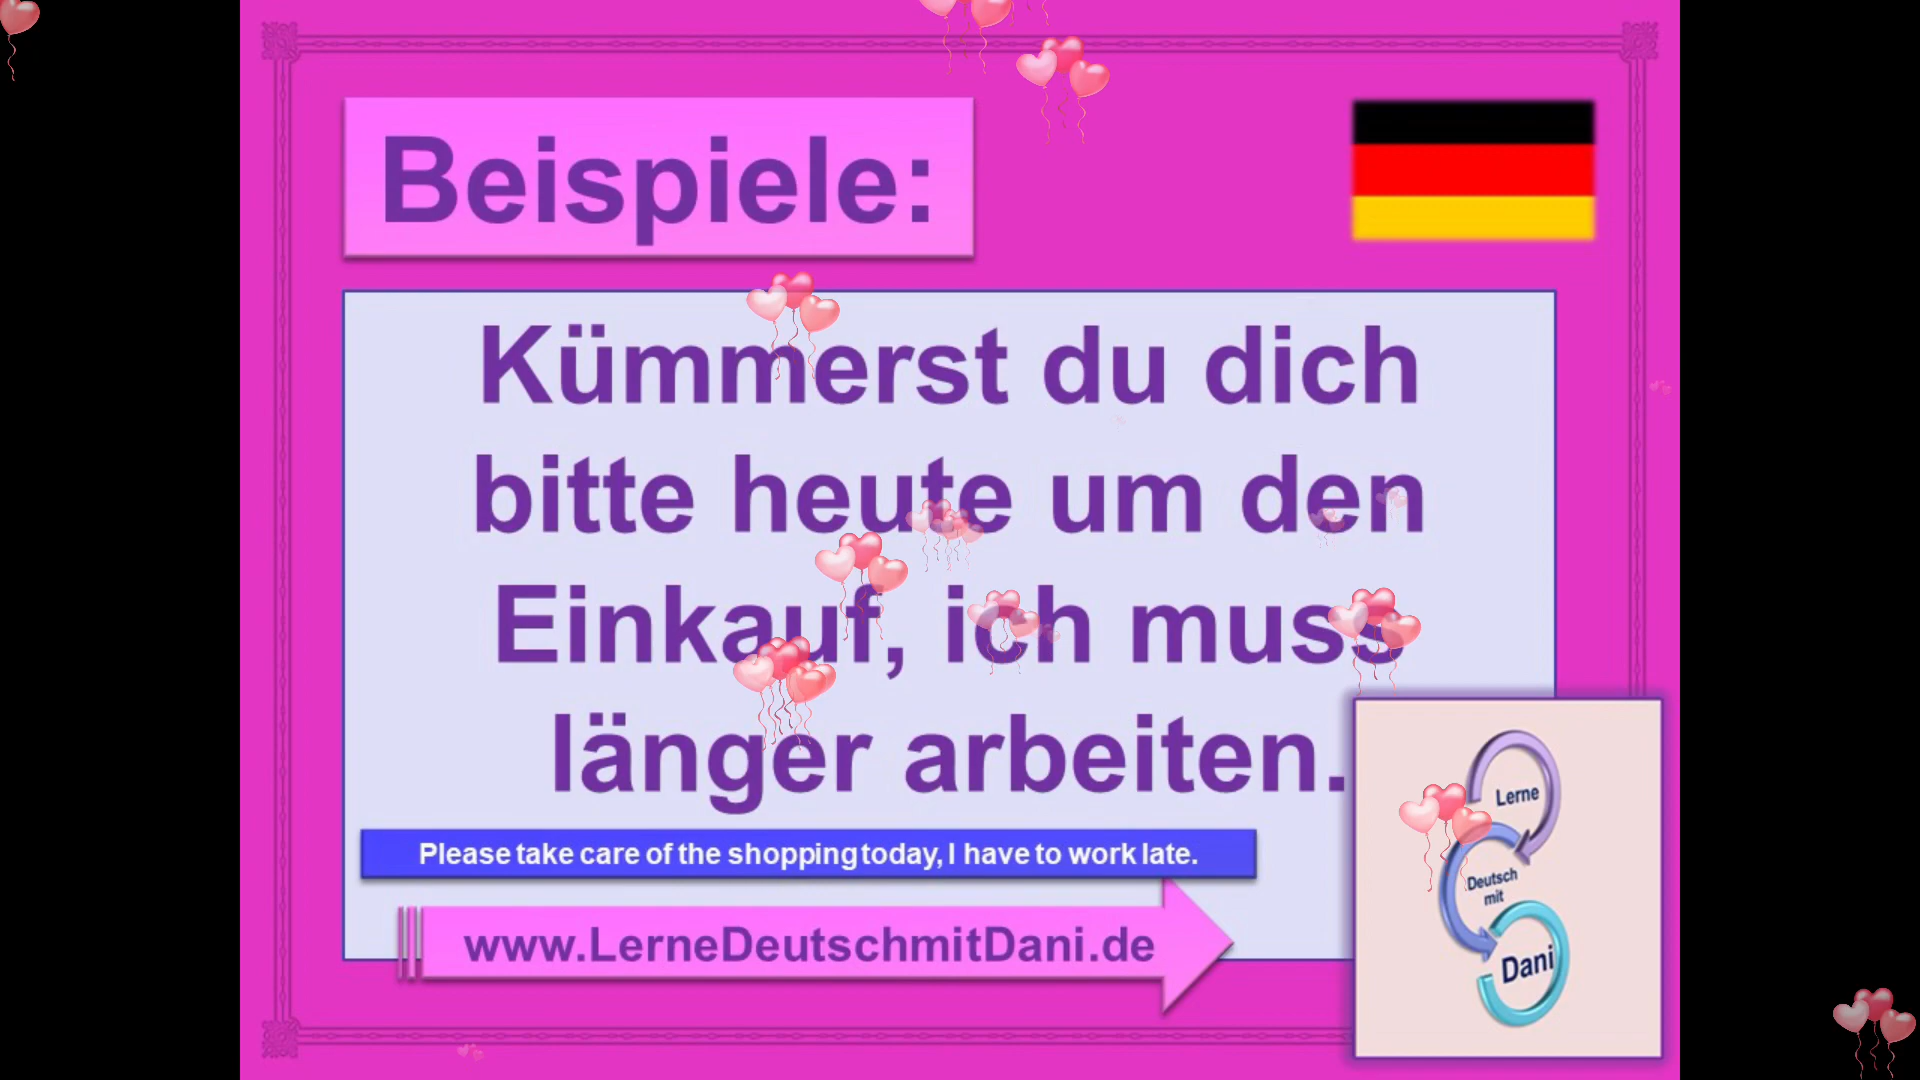 Beispiele:
Kümmerst du dich
bitte heute um den
Einkauf, ich muss
länger arbeiten.
Please take care of the shopping today, I have to work late.
www.LerneDeutschmitDani.de
Lerne
Deutsch
mit
Dani